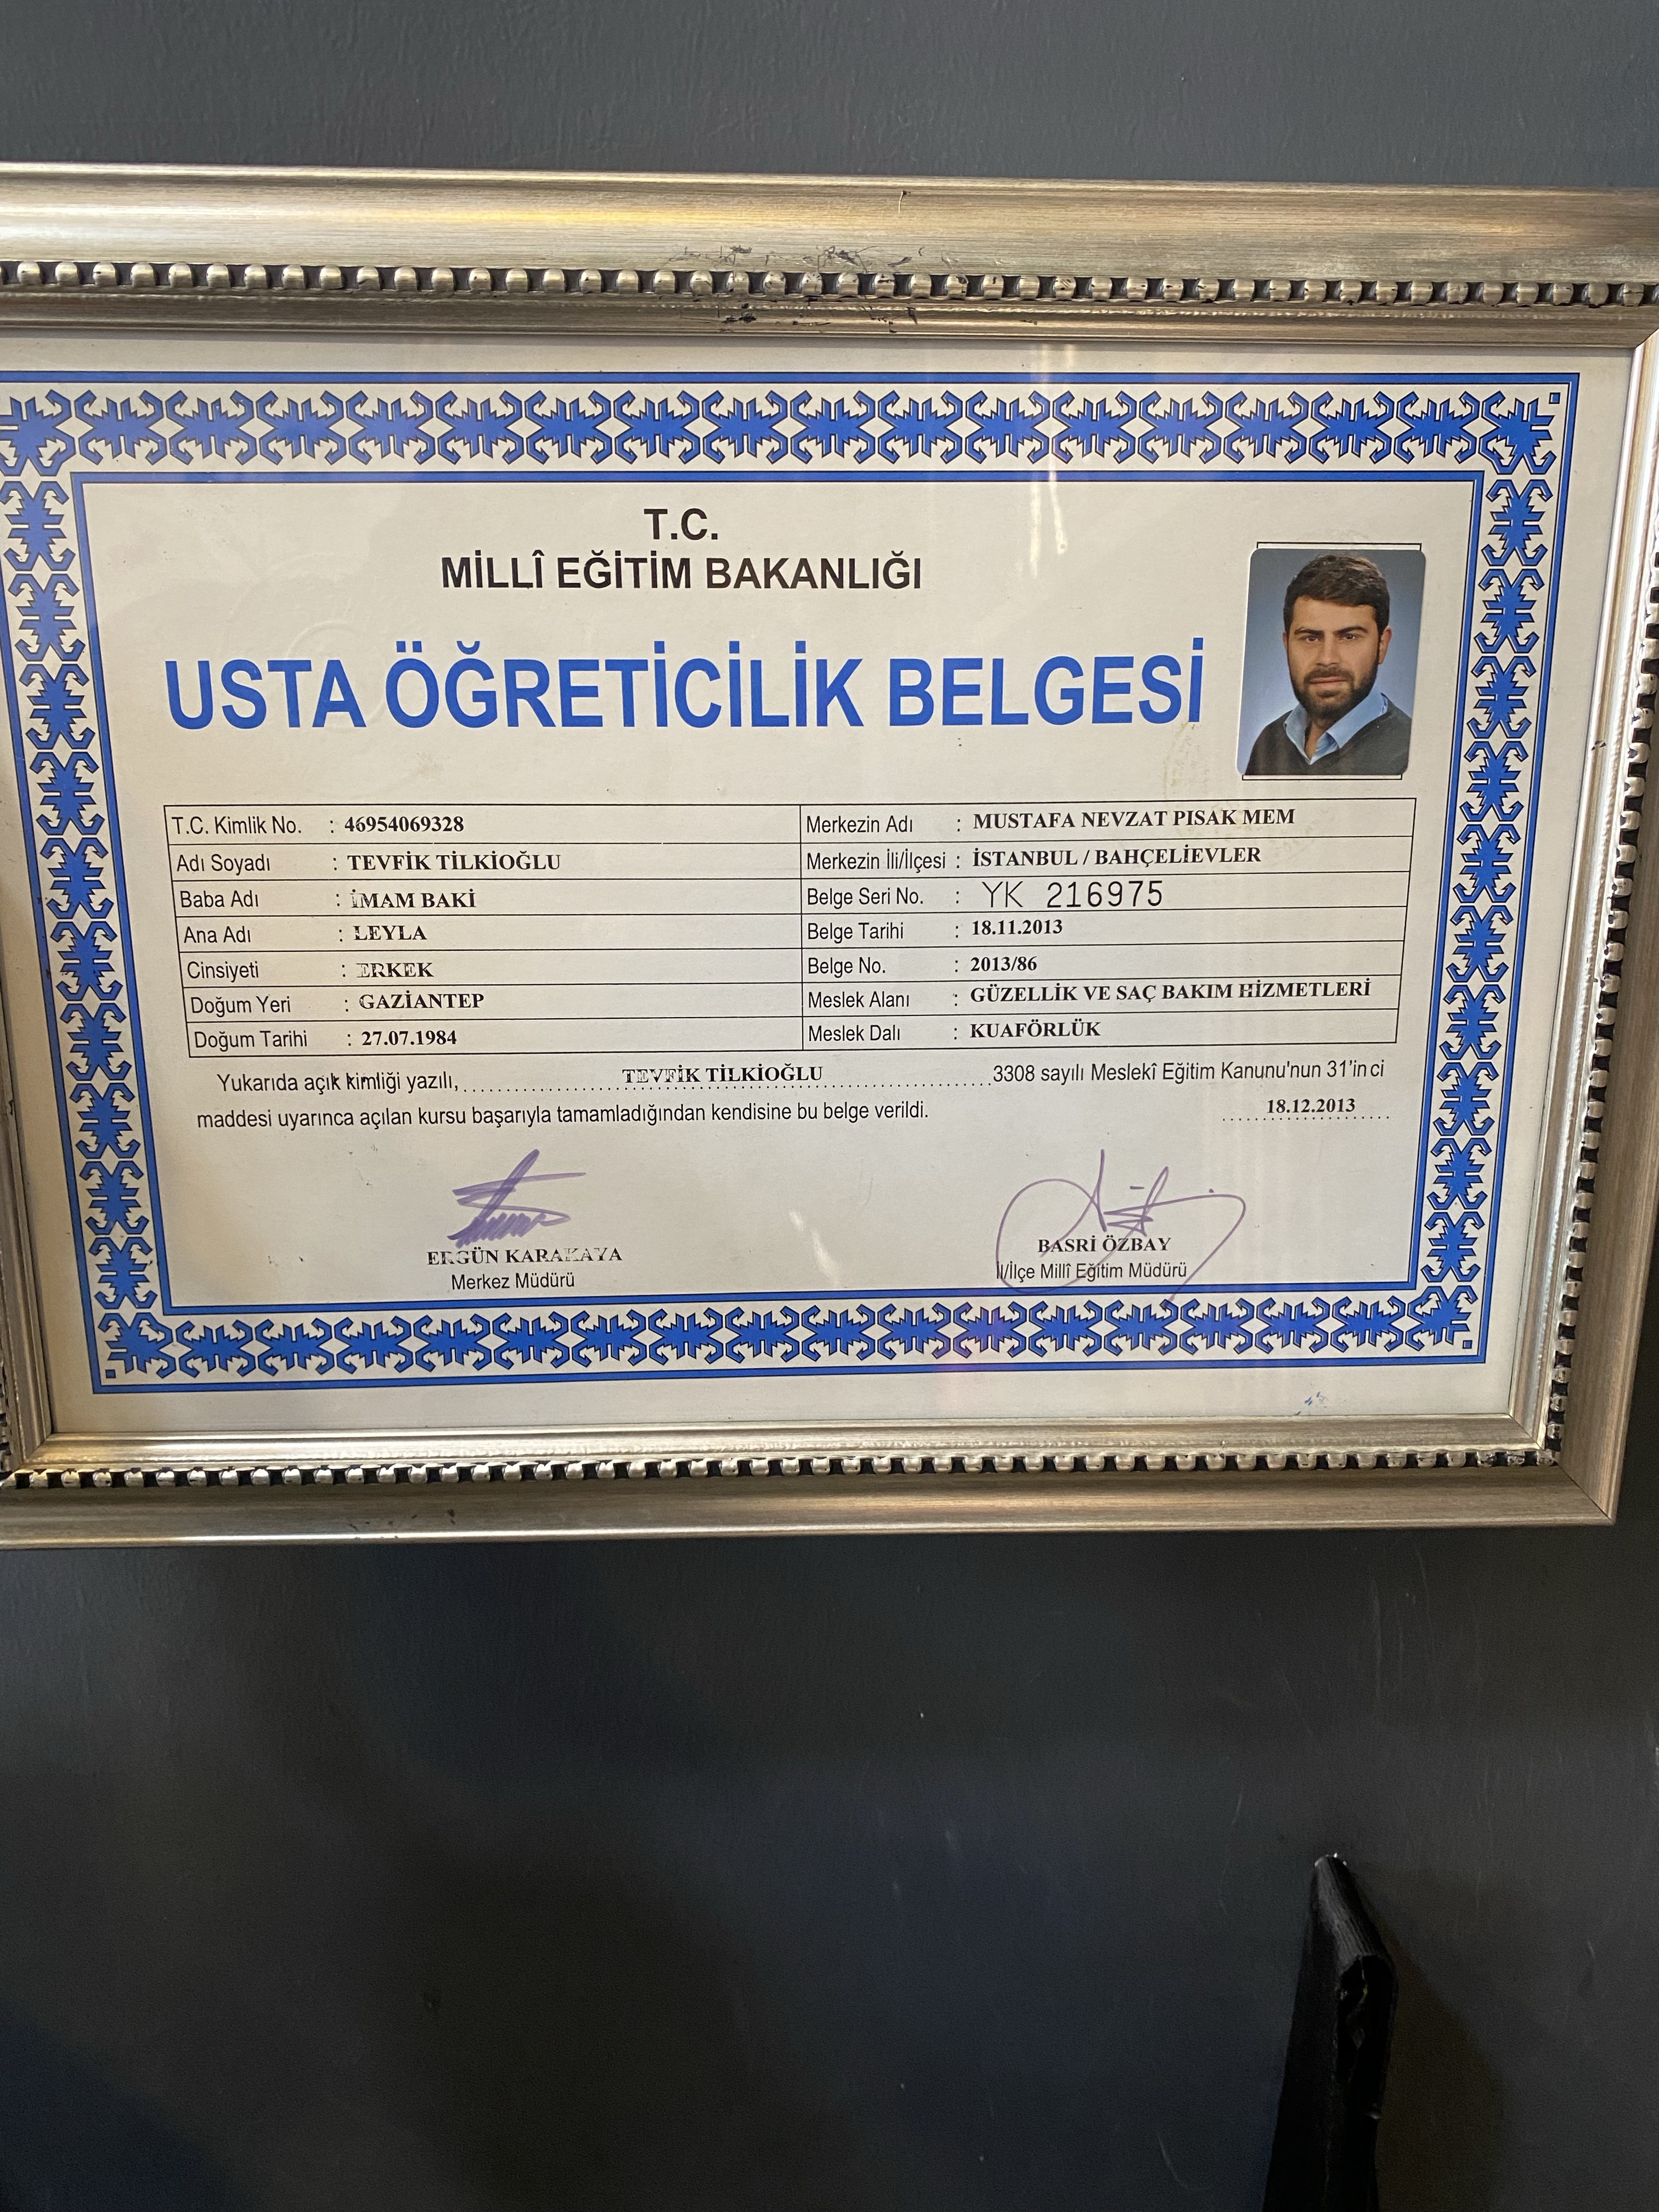 T.C.
MİLLÎ EĞİTİM BAKANLIĞI
USTA ÖĞRETİCİLİK BELGESİ
T.C. Kimlik No. : 46954069328
Adı Soyadı : TEVFİK TİLKİOĞLU
Baba Adı : İMAM BAKİ
Ana Adı : LEYLA
Cinsiyeti : ERKEK
Doğum Yeri : GAZİANTEP
Doğum Tarihi : 27.07.1984
Merkezin Adı : MUSTAFA NEVZAT PISAK MEM
Merkezin İli/İlçesi : İSTANBUL / BAHÇELİEVLER
Belge Seri No. : YK 216975
Belge Tarihi : 18.11.2013
Belge No. : 2013/86
Meslek Alanı : GÜZELLİK VE SAÇ BAKIM HİZMETLERİ
Meslek Dalı : KUAFÖRLÜK
Yukarıda açık kimliği yazılı, TEVFİK TİLKİOĞLU 3308 sayılı Meslekî Eğitim Kanunu'nun 31'inci
maddesi uyarınca açılan kursu başarıyla tamamladığından kendisine bu belge verildi. 18.12.2013
ERGÜN KARAKAYA
Merkez Müdürü
BASRİ ÖZBAY
İl/İlçe Millî Eğitim Müdürü